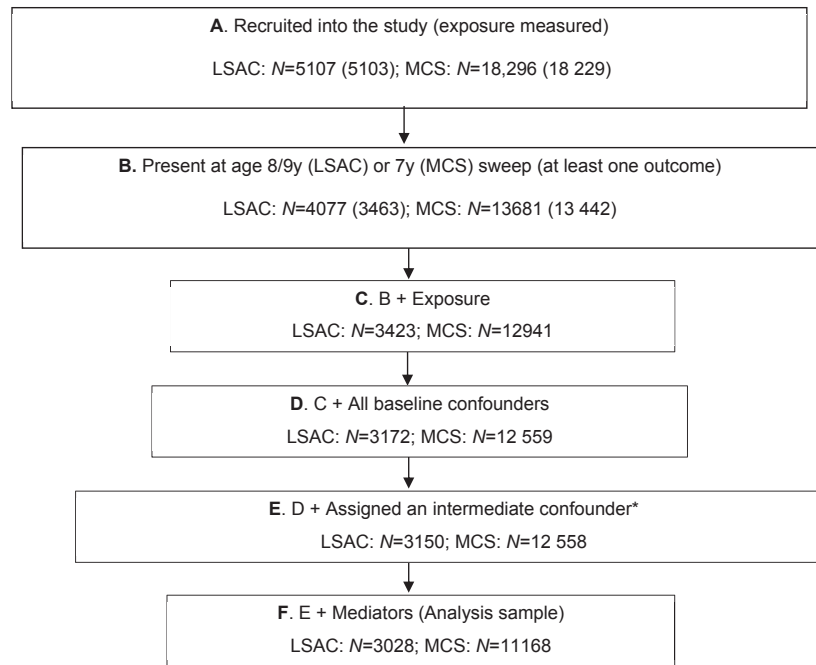 A. Recruited into the study (exposure measured)
LSAC: N=5107 (5103); MCS: N=18,296 (18 229)
B. Present at age 8/9y (LSAC) or 7y (MCS) sweep (at least one outcome)
LSAC: N=4077 (3463); MCS: N=13681 (13 442)
C. B + Exposure
LSAC: N=3423; MCS: N=12941
D. C + All baseline confounders
LSAC: N=3172; MCS: N=12 559
E. D + Assigned an intermediate confounder*
LSAC: N=3150; MCS: N=12 558
F. E + Mediators (Analysis sample)
LSAC: N=3028; MCS: N=11168